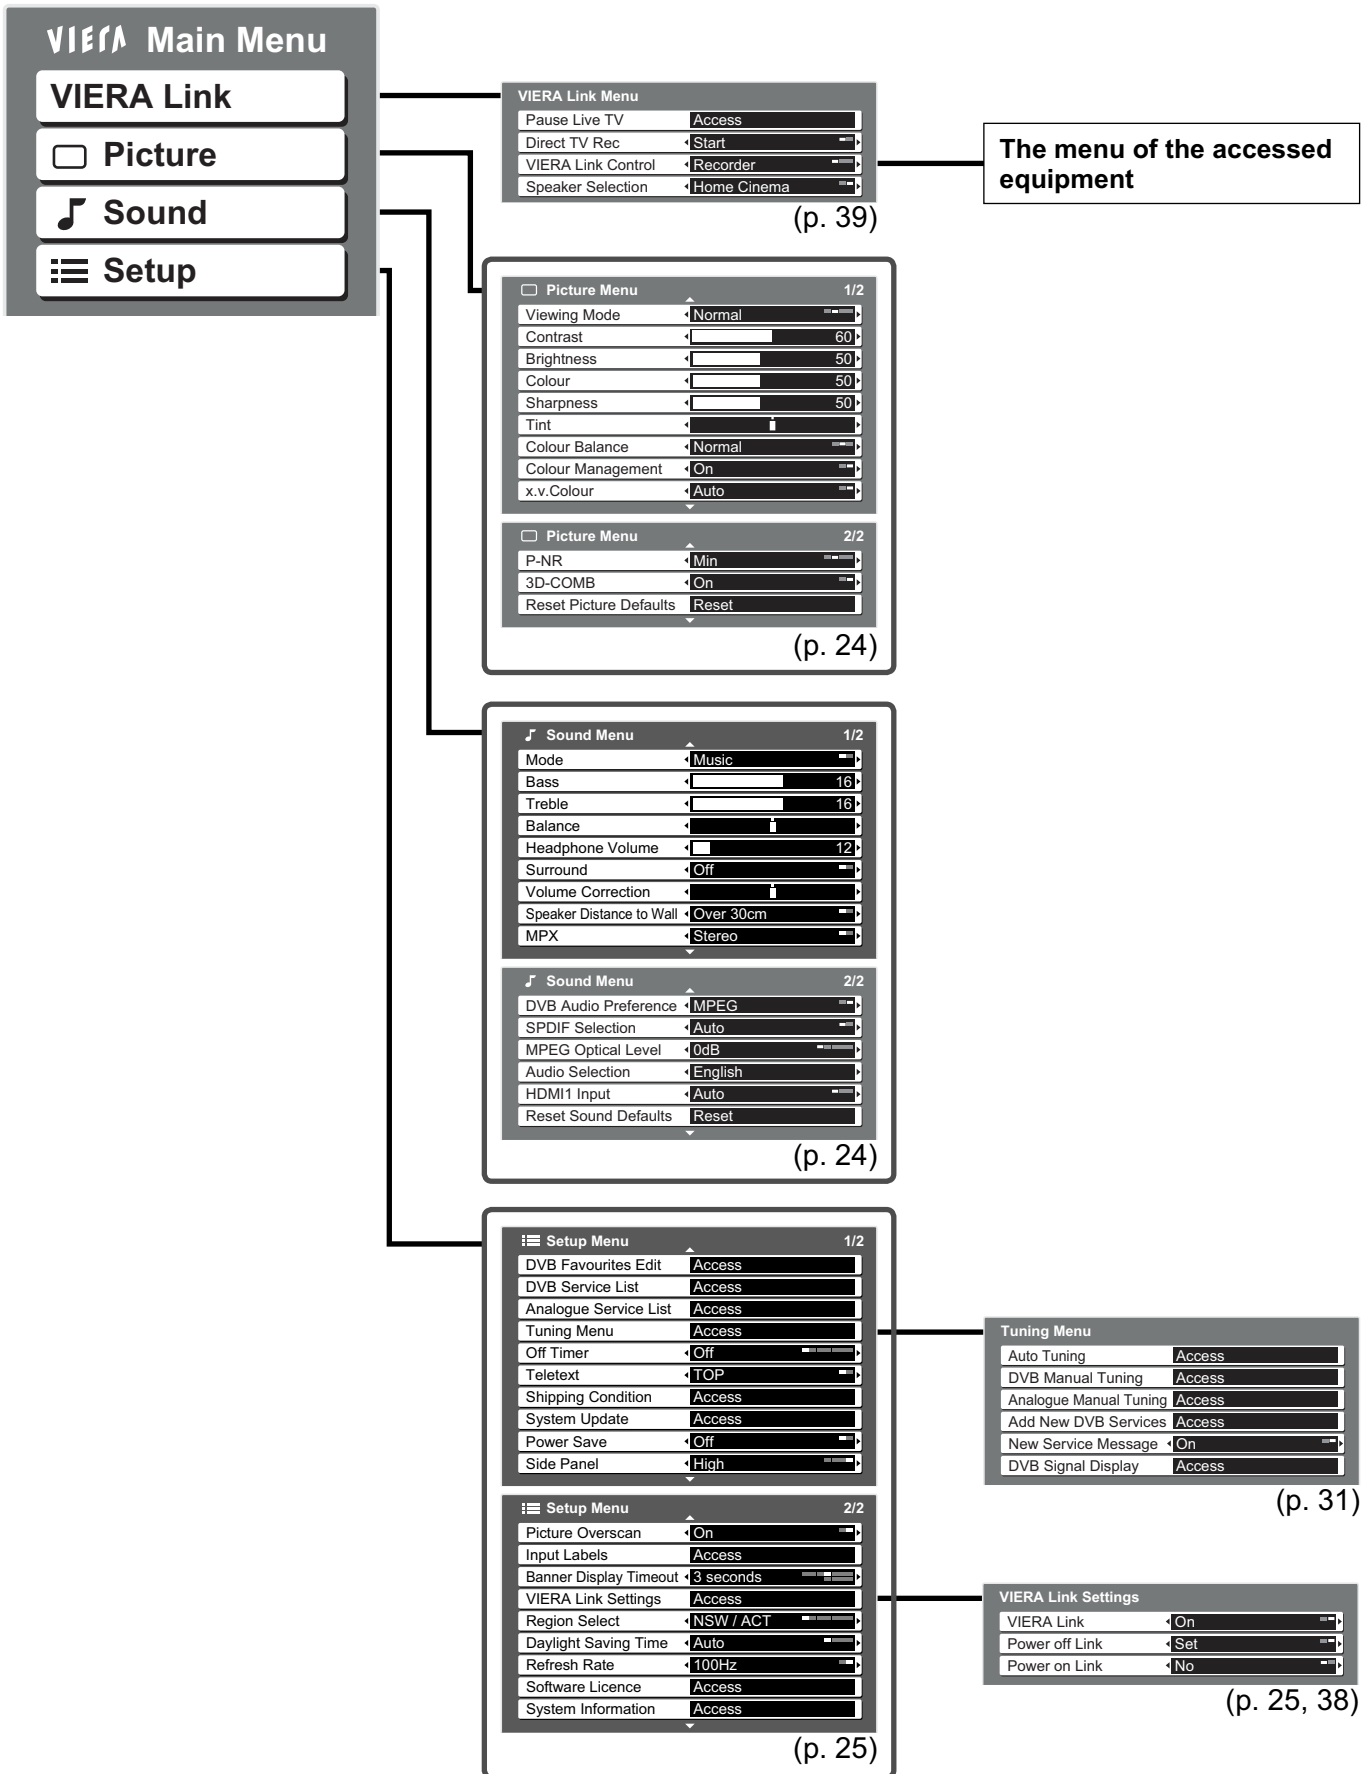 VIERA Main Menu
VIERA Link
Picture
Sound
Setup
VIERA Link Menu
Pause Live TV Access
Direct TV Rec Start
VIERA Link Control Recorder
Speaker Selection Home Cinema
(p. 39)
The menu of the accessed
equipment
Picture Menu 1/2
Viewing Mode Normal
Contrast 60
Brightness 50
Colour 50
Sharpness 50
Tint
Colour Balance Normal
Colour Management On
x.v.Colour Auto
Picture Menu 2/2
P-NR Min
3D-COMB On
Reset Picture Defaults Reset
(p. 24)
Sound Menu 1/2
Mode Music
Bass 16
Treble 16
Balance
Headphone Volume 12
Surround Off
Volume Correction
Speaker Distance to Wall Over 30cm
MPX Stereo
Sound Menu 2/2
DVB Audio Preference MPEG
SPDIF Selection Auto
MPEG Optical Level 0dB
Audio Selection English
HDMI1 Input Auto
Reset Sound Defaults Reset
(p. 24)
Setup Menu 1/2
DVB Favourites Edit Access
DVB Service List Access
Analogue Service List Access
Tuning Menu Access
Off Timer Off
Teletext TOP
Shipping Condition Access
System Update Access
Power Save Off
Side Panel High
Setup Menu 2/2
Picture Overscan On
Input Labels Access
Banner Display Timeout 3 seconds
VIERA Link Settings Access
Region Select NSW / ACT
Daylight Saving Time Auto
Refresh Rate 100Hz
Software Licence Access
System Information Access
(p. 25)
Tuning Menu
Auto Tuning Access
DVB Manual Tuning Access
Analogue Manual Tuning Access
Add New DVB Services Access
New Service Message On
DVB Signal Display Access
(p. 31)
VIERA Link Settings
VIERA Link On
Power off Link Set
Power on Link No
(p. 25, 38)